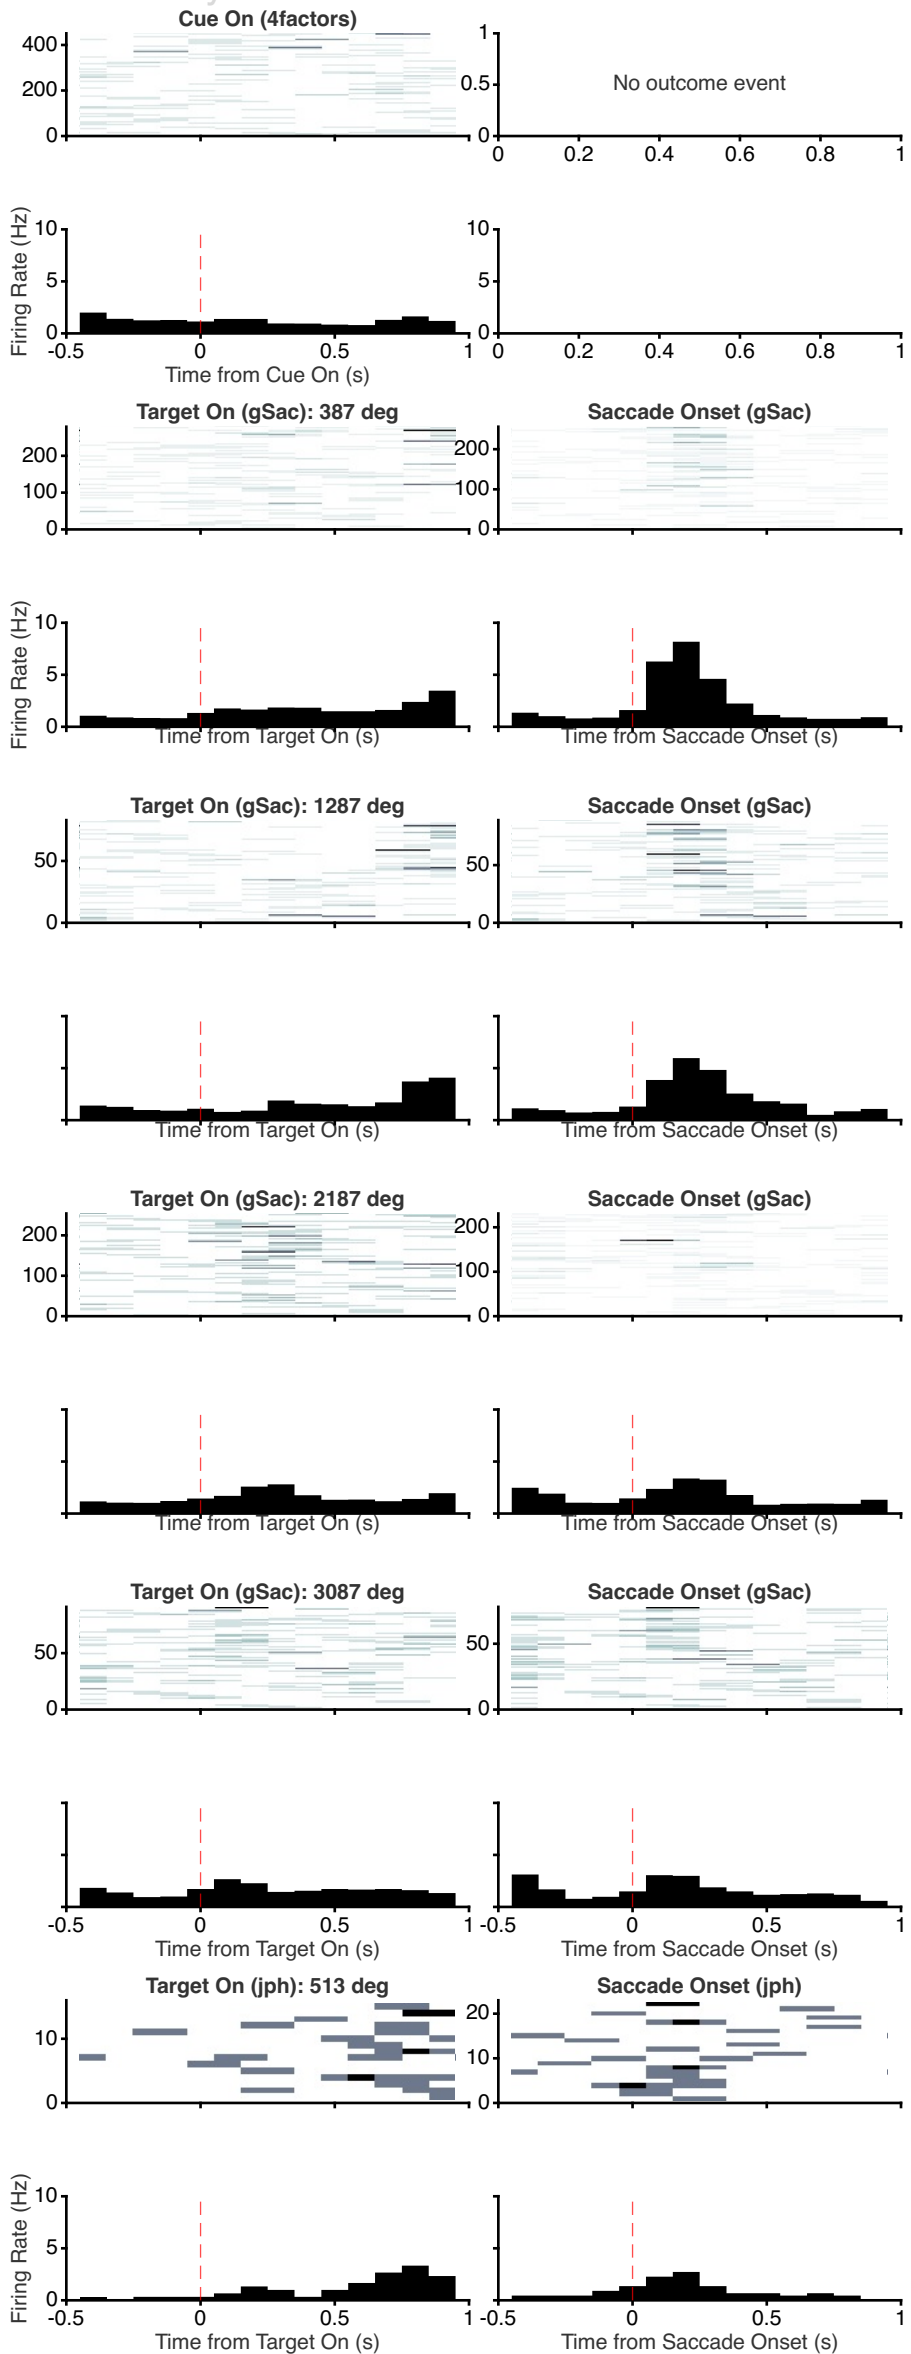 Cue On (4factors)
400
200
0
1
0.5
0
No outcome event
0 0.2 0.4 0.6 0.8 1
Firing Rate (Hz)
10
5
0
-0.5 0 0.5 1
Time from Cue On (s)
10
5
0
0 0.2 0.4 0.6 0.8 1
Target On (gSac): 387 deg
200
100
0
Saccade Onset (gSac)
200
100
0
Firing Rate (Hz)
10
5
0
Time from Target On (s)
Time from Saccade Onset (s)
Target On (gSac): 1287 deg
50
0
Saccade Onset (gSac)
50
0
Time from Target On (s)
Time from Saccade Onset (s)
Target On (gSac): 2187 deg
200
100
0
Saccade Onset (gSac)
200
100
0
Time from Target On (s)
Time from Saccade Onset (s)
Target On (gSac): 3087 deg
50
0
Saccade Onset (gSac)
50
0
-0.5 0 0.5 1
Time from Target On (s)
-0.5 0 0.5 1
Time from Saccade Onset (s)
Target On (jph): 513 deg
10
0
Saccade Onset (jph)
20
10
0
Firing Rate (Hz)
10
5
0
-0.5 0 0.5 1
Time from Target On (s)
-0.5 0 0.5 1
Time from Saccade Onset (s)